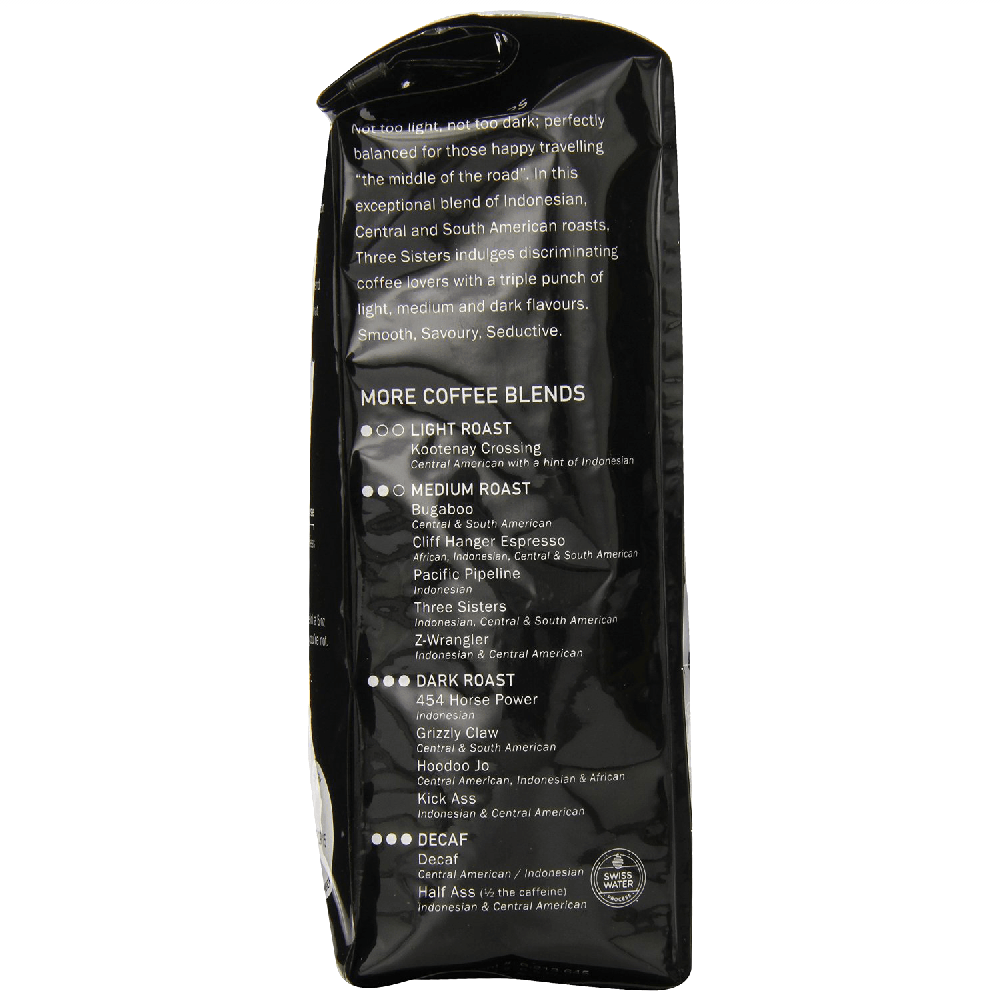 Not too light, not too dark; perfectly
balanced for those happy travelling
"the middle of the road". In this
exceptional blend of Indonesian,
Central and South American roasts,
Three Sisters indulges discriminating
coffee lovers with a triple punch of
light, medium and dark flavours.
Smooth, Savoury, Seductive.
MORE COFFEE BLENDS
LIGHT ROAST
Kootenay Crossing
Central American with a hint of Indonesian
MEDIUM ROAST
Bugaboo
Central & South American
Cliff Hanger Espresso
African, Indonesian, Central & South American
Pacific Pipeline
Indonesian
Three Sisters
Indonesian, Central & South American
Z-Wrangler
Indonesian & Central American
DARK ROAST
454 Horse Power
Indonesian
Grizzly Claw
Central & South American
Hoodoo Jo
Central American, Indonesian & African
Kick Ass
Indonesian & Central American
DECAF
Decaf
Central American / Indonesian
Half Ass (½ the caffeine)
Indonesian & Central American
SWISS
WATER
PROCESS